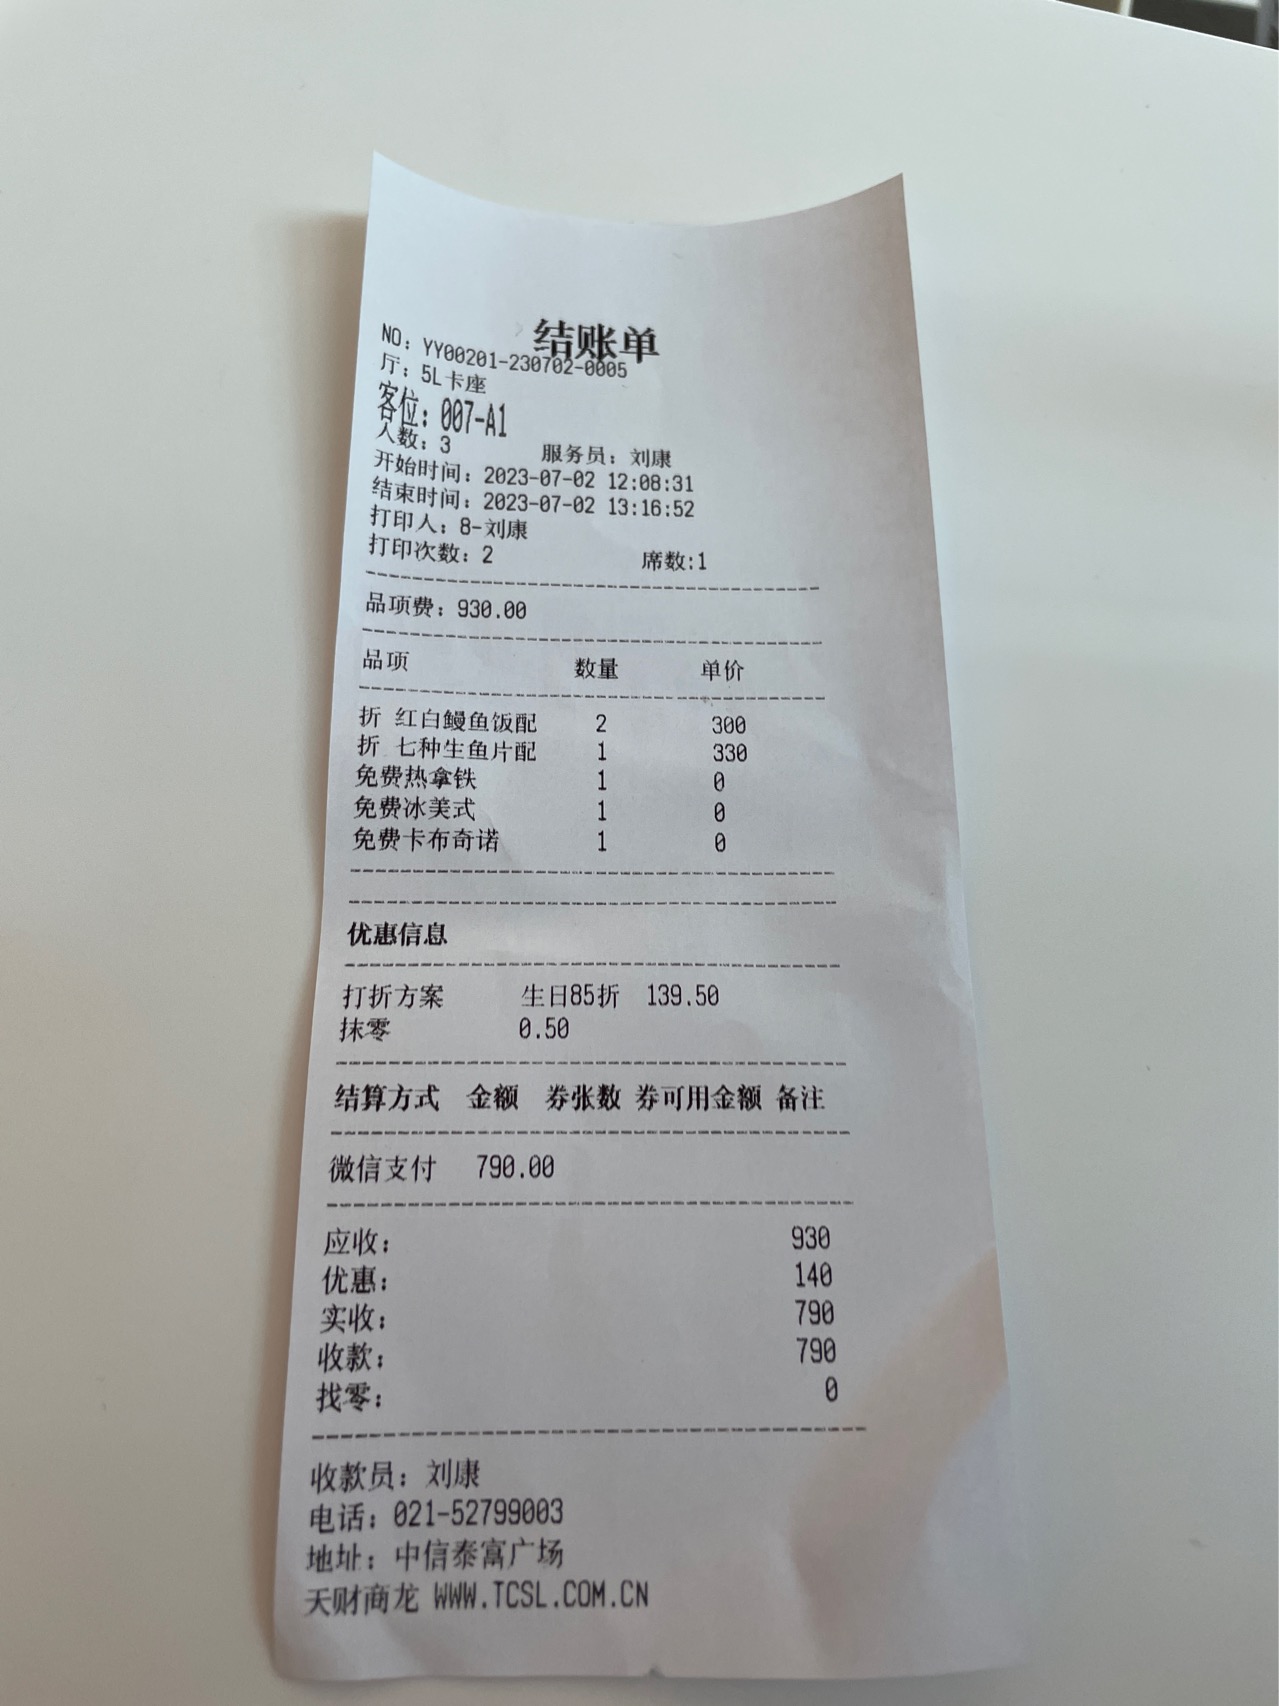 结账单
NO：YY00201-230702-0005
厅：5L卡座
客位：007-A1
人数：3 服务员：刘康
开始时间：2023-07-02 12:08:31
结束时间：2023-07-02 13:16:52
打印人：8-刘康
打印次数：2 席数:1
品项费：930.00
品项 数量 单价
折 红白鳗鱼饭配 2 300
折 七种生鱼片配 1 330
免费热拿铁 1 0
免费冰美式 1 0
免费卡布奇诺 1 0
优惠信息
打折方案 生日85折 139.50
抹零 0.50
结算方式 金额 券张数 券可用金额 备注
微信支付 790.00
应收： 930
优惠： 140
实收： 790
收款： 790
找零： 0
收款员：刘康
电话：021-52799003
地址：中信泰富广场
天财商龙 WWW.TCSL.COM.CN